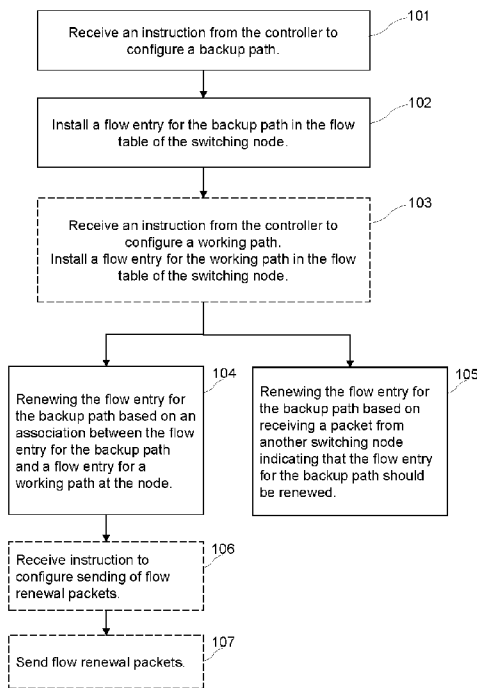 101
Receive an instruction from the controller to
configure a backup path.
102
Install a flow entry for the backup path in the flow
table of the switching node.
103
Receive an instruction from the controller to
configure a working path.
Install a flow entry for the working path in the flow
table of the switching node.
104
Renewing the flow entry for
the backup path based on an
association between the flow
entry for the backup path
and a flow entry for a
working path at the node.
105
Renewing the flow entry for
the backup path based on
receiving a packet from
another switching node
indicating that the flow entry
for the backup path should
be renewed.
106
Receive instruction to
configure sending of flow
renewal packets.
107
Send flow renewal packets.